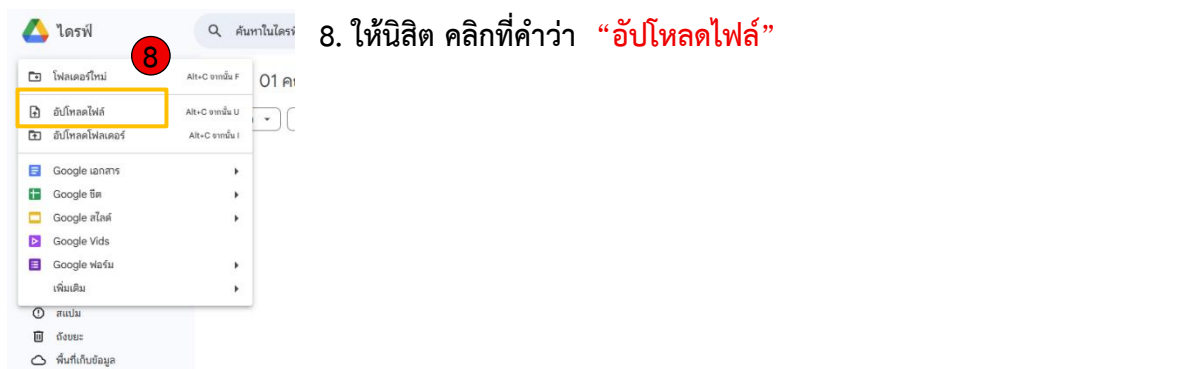 ไดรฟ์
ค้นหาในไดรฟ์
8. ให้นิสิต คลิกที่คำว่า “อัปโหลดไฟล์”
8
โฟลเดอร์ใหม่ Alt+C จากนั้น F
01
อัปโหลดไฟล์ Alt+C จากนั้น U
อัปโหลดโฟลเดอร์ Alt+C จากนั้น I
Google เอกสาร
Google ชีต
Google สไลด์
Google Vids
Google ฟอร์ม
เพิ่มเติม
สแปม
ถังขยะ
พื้นที่เก็บข้อมูล